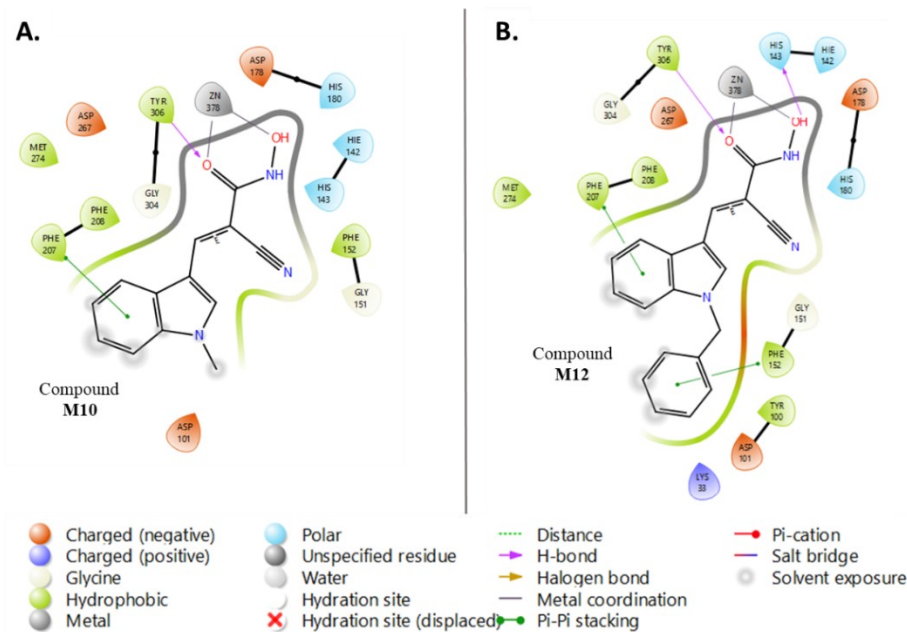 A.
ASP
178
HIS
180
ZN
378
TYR
306
ASP
267
MET
274
OH
O
NH
HIE
142
HIS
143
GLY
304
PHE
208
PHE
207
E
N
PHE
152
GLY
151
N
Compound
M10
ASP
101
B.
TYR
306
HIS
143
HIE
142
ZN
378
GLY
304
ASP
267
ASP
178
OH
O
NH
HIS
180
PHE
208
MET
274
PHE
207
E
N
N
GLY
151
PHE
152
Compound
M12
TYR
100
ASP
101
LYS
33
Charged (negative)
Charged (positive)
Glycine
Hydrophobic
Metal
Polar
Unspecified residue
Water
Hydration site
Hydration site (displaced)
Distance
H-bond
Halogen bond
Metal coordination
Pi-Pi stacking
Pi-cation
Salt bridge
Solvent exposure